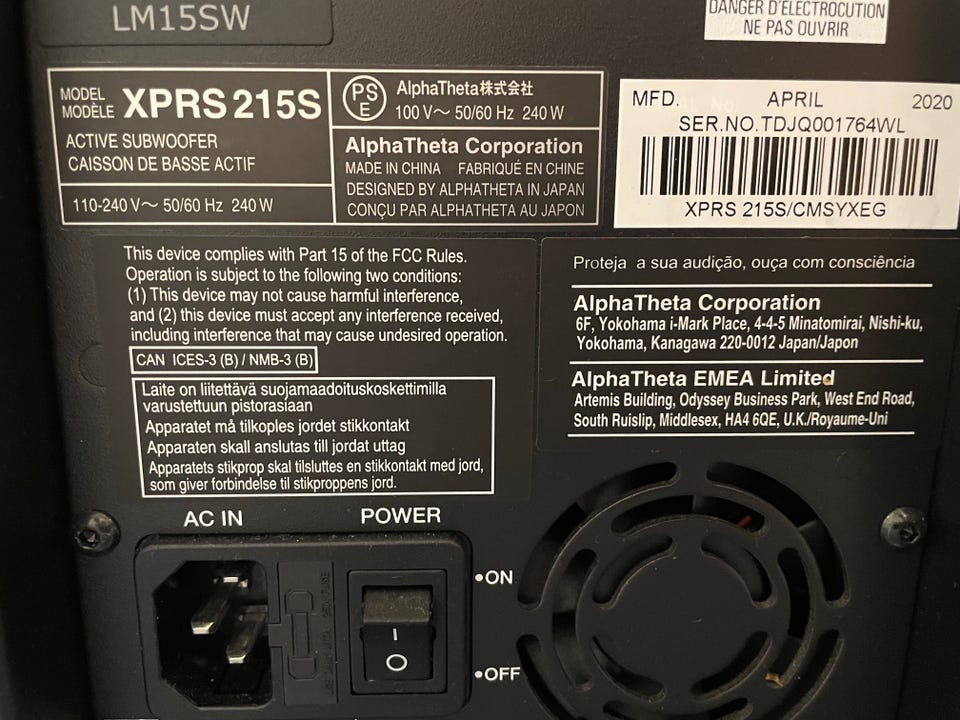 LM15SW
DANGER D'ÉLECTROCUTION
NE PAS OUVRIR
MODEL
MODÈLE
XPRS 215S
ACTIVE SUBWOOFER
CAISSON DE BASSE ACTIF
110-240 V～ 50/60 Hz 240 W
PSE
AlphaTheta株式会社
100 V～ 50/60 Hz 240 W
AlphaTheta Corporation
MADE IN CHINA FABRIQUÉ EN CHINE
DESIGNED BY ALPHATHETA IN JAPAN
CONÇU PAR ALPHATHETA AU JAPON
MFD. APRIL 2020
SER.NO.TDJQ001764WL
XPRS 215S/CMSYXEG
This device complies with Part 15 of the FCC Rules.
Operation is subject to the following two conditions:
(1) This device may not cause harmful interference,
and (2) this device must accept any interference received,
including interference that may cause undesired operation.
CAN ICES-3 (B) / NMB-3 (B)
Laite on liitettävä suojamaadoituskoskettimilla
varustettuun pistorasiaan
Apparatet må tilkoples jordet stikkontakt
Apparaten skall anslutas till jordat uttag
Apparatets stikprop skal tilsluttes en stikkontakt med jord,
som giver forbindelse til stikproppens jord.
Proteja a sua audição, ouça com consciência
AlphaTheta Corporation
6F, Yokohama i-Mark Place, 4-4-5 Minatomirai, Nishi-ku,
Yokohama, Kanagawa 220-0012 Japan/Japon
AlphaTheta EMEA Limited
Artemis Building, Odyssey Business Park, West End Road,
South Ruislip, Middlesex, HA4 6QE, U.K./Royaume-Uni
AC IN
POWER
•ON
•OFF